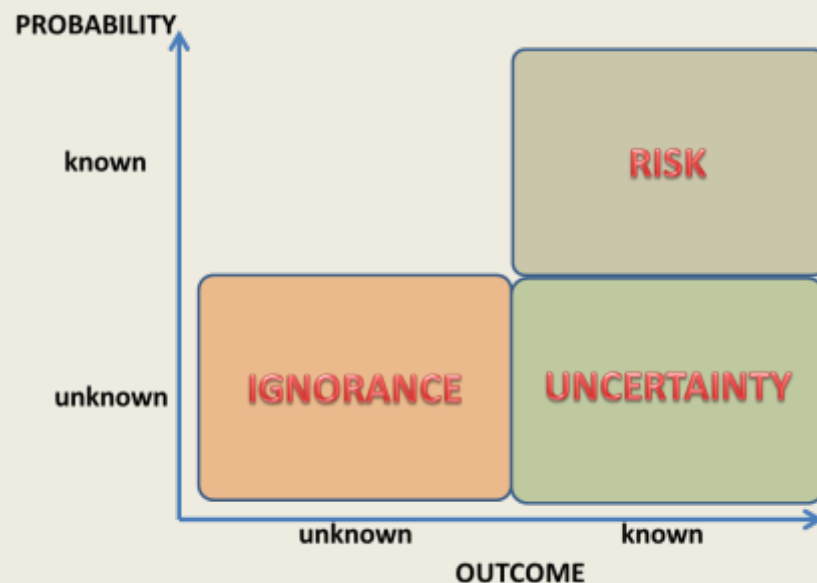 PROBABILITY
known
RISK
unknown
IGNORANCE
UNCERTAINTY
unknown
known
OUTCOME